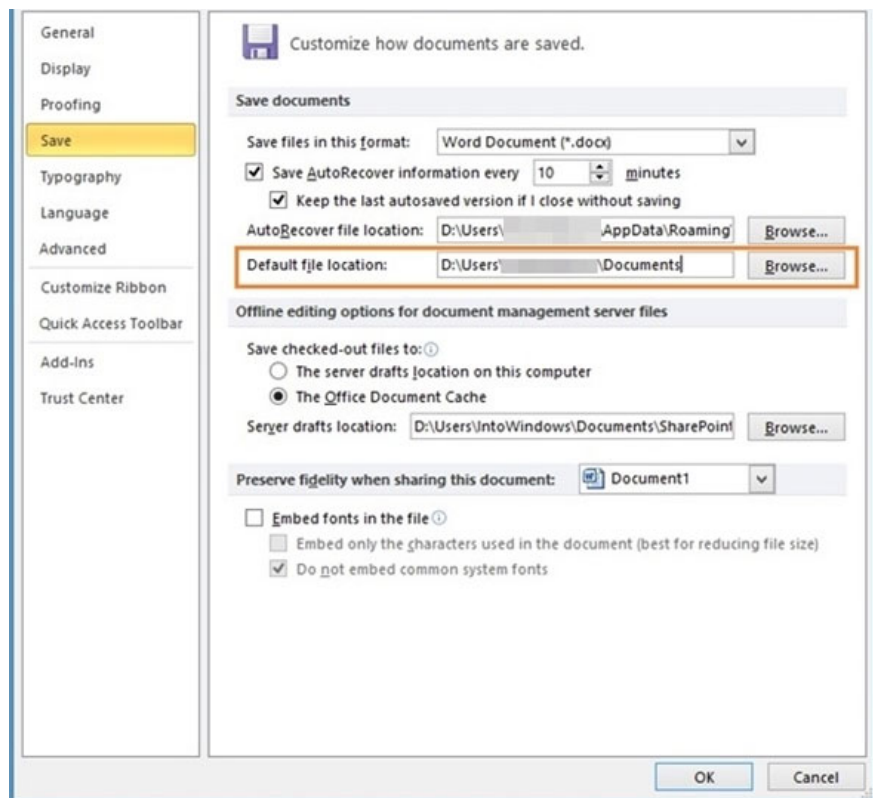 General
Display
Proofing
Save
Typography
Language
Advanced
Customize Ribbon
Quick Access Toolbar
Add-Ins
Trust Center
Customize how documents are saved.
Save documents
Save files in this format: Word Document (*.docx)
Save AutoRecover information every 10 minutes
Keep the last autosaved version if I close without saving
AutoRecover file location: D:\Users\ AppData\Roaming\ Browse...
Default file location: D:\Users\ \Documents Browse...
Offline editing options for document management server files
Save checked-out files to:
The server drafts location on this computer
The Office Document Cache
Server drafts location: D:\Users\IntoWindows\Documents\SharePoint Browse...
Preserve fidelity when sharing this document: Document1
Embed fonts in the file
Embed only the characters used in the document (best for reducing file size)
Do not embed common system fonts
OK Cancel